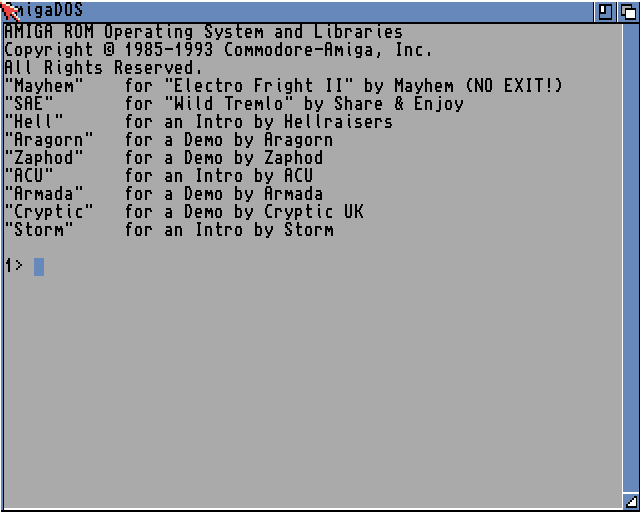 AmigaDOS
AMIGA ROM Operating System and Libraries
Copyright © 1985-1993 Commodore-Amiga, Inc.
All Rights Reserved.
"Mayhem"    for "Electro Fright II" by Mayhem (NO EXIT!)
"SAE"       for "Wild Tremlo" by Share & Enjoy
"Hell"      for an Intro by Hellraisers
"Aragorn"   for a Demo by Aragorn
"Zaphod"    for a Demo by Zaphod
"ACU"       for an Intro by ACU
"Armada"    for a Demo by Armada
"Cryptic"   for a Demo by Cryptic UK
"Storm"     for an Intro by Storm
1>